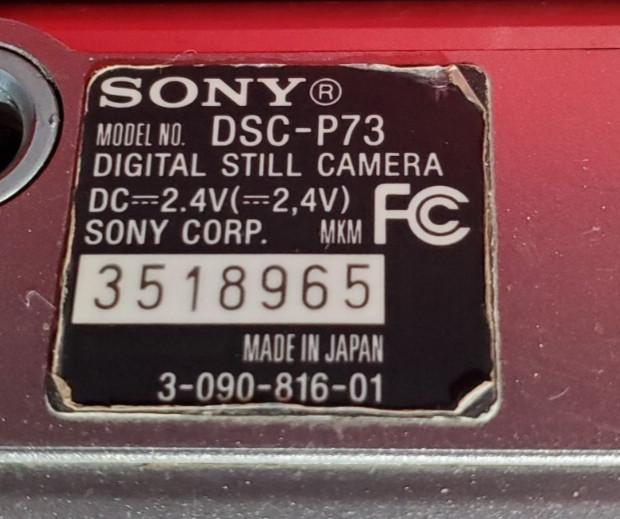 SONY®
MODEL NO. DSC-P73
DIGITAL STILL CAMERA
DC⎓2.4V(⎓2,4V)
SONY CORP. MKM FC
3518965
MADE IN JAPAN
3-090-816-01